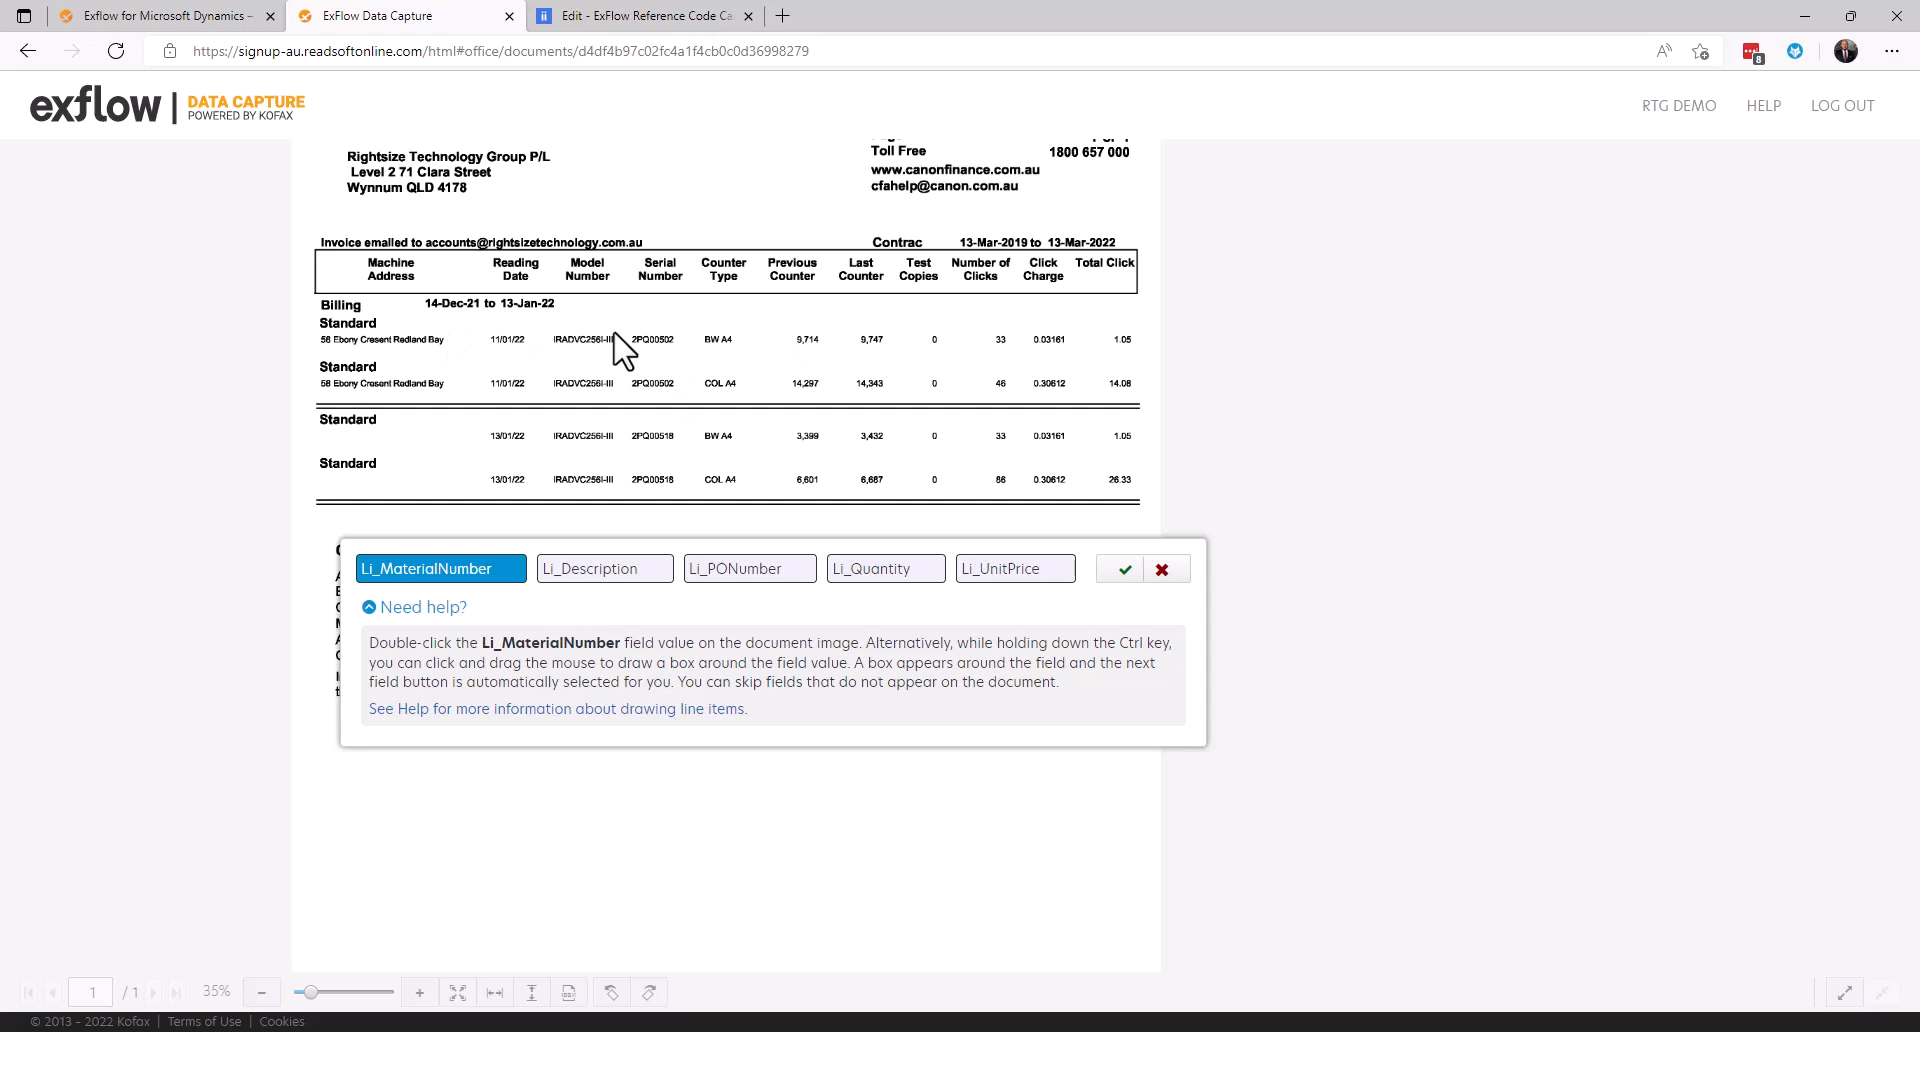 Exflow for Microsoft Dynamics –
ExFlow Data Capture
Edit - ExFlow Reference Code Ca
https://signup-au.readsoftonline.com/html#office/documents/d4df4b97c02fc4a1f4cb0c0d36998279
8
exflow | DATA CAPTURE
POWERED BY KOFAX
RTG DEMO HELP LOG OUT
Rightsize Technology Group P/L
Level 2 71 Clara Street
Wynnum QLD 4178
Toll Free 1800 657 000
www.canonfinance.com.au
cfahelp@canon.com.au
Invoice emailed to accounts@rightsizetechnology.com.au Contrac 13-Mar-2019 to 13-Mar-2022
Machine Address Reading Date Model Number Serial Number Counter Type Previous Counter Last Counter Test Copies Number of Clicks Click Charge Total Click
Billing 14-Dec-21 to 13-Jan-22
Standard
58 Ebony Cresent Redland Bay 11/01/22 IRADVC256I-III 2PQ00502 BW A4 9,714 9,747 0 33 0.03161 1.05
Standard
58 Ebony Cresent Redland Bay 11/01/22 IRADVC256I-III 2PQ00502 COL A4 14,297 14,343 0 46 0.30612 14.08
Standard
13/01/22 IRADVC256I-III 2PQ00518 BW A4 3,399 3,432 0 33 0.03161 1.05
Standard
13/01/22 IRADVC256I-III 2PQ00518 COL A4 6,601 6,687 0 86 0.30612 26.33
Li_MaterialNumber Li_Description Li_PONumber Li_Quantity Li_UnitPrice
Need help?
Double-click the Li_MaterialNumber field value on the document image. Alternatively, while holding down the Ctrl key,
you can click and drag the mouse to draw a box around the field value. A box appears around the field and the next
field button is automatically selected for you. You can skip fields that do not appear on the document.
See Help for more information about drawing line items.
1 / 1 35%
© 2013 - 2022 Kofax | Terms of Use | Cookies